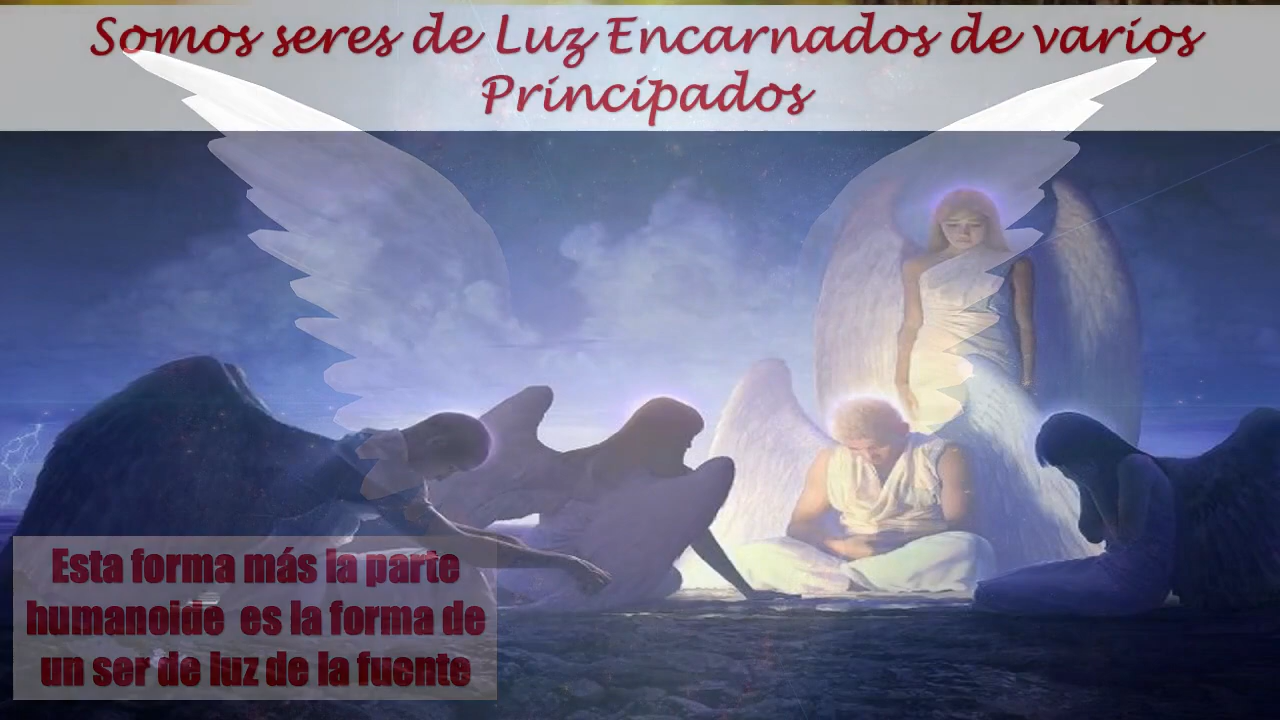 Somos seres de Luz Encarnados de varios
Principados
Esta forma más la parte
humanoide es la forma de
un ser de luz de la fuente